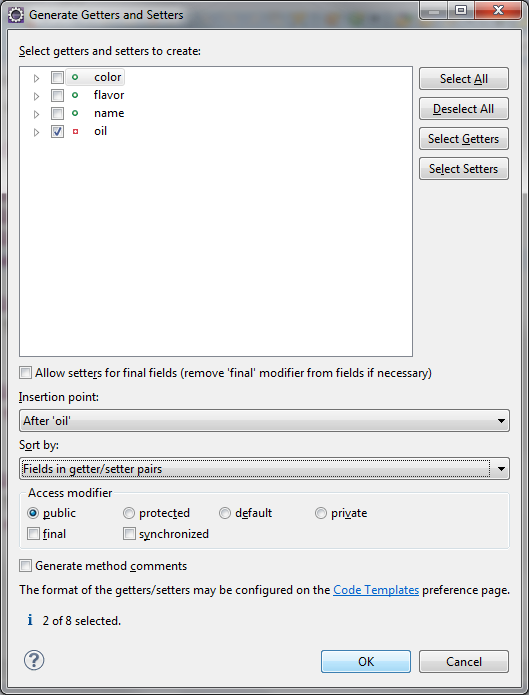 Generate Getters and Setters
Select getters and setters to create:
color
flavor
name
oil
Select All
Deselect All
Select Getters
Select Setters
Allow setters for final fields (remove 'final' modifier from fields if necessary)
Insertion point:
After 'oil'
Sort by:
Fields in getter/setter pairs
Access modifier
public protected default private
final synchronized
Generate method comments
The format of the getters/setters may be configured on the Code Templates preference page.
i 2 of 8 selected.
? OK Cancel